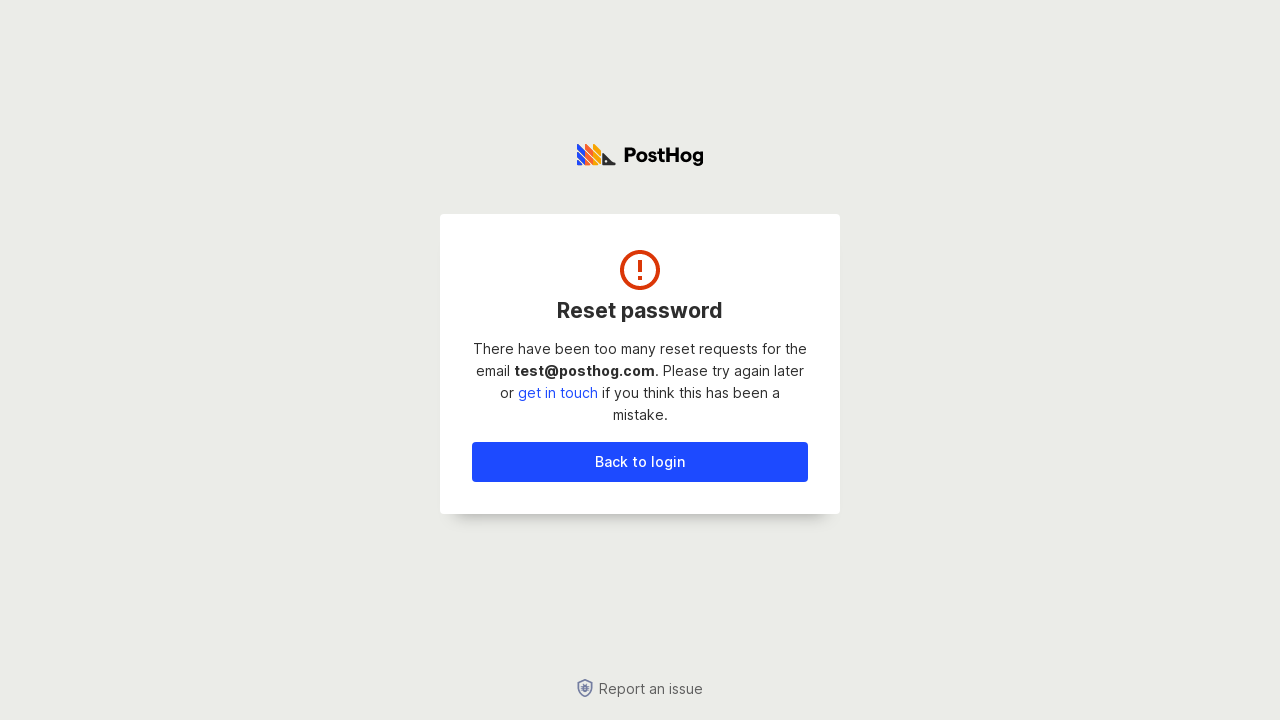 PostHog
Reset password
There have been too many reset requests for the
email test@posthog.com. Please try again later
or get in touch if you think this has been a
mistake.
Back to login
Report an issue